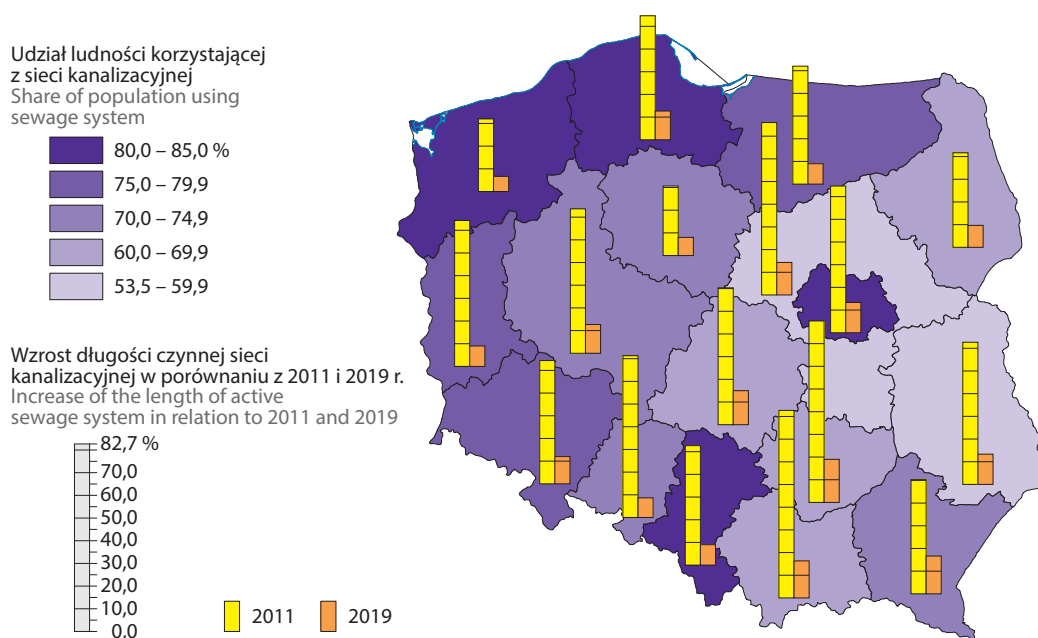 Udział ludności korzystającej
z sieci kanalizacyjnej
Share of population using
sewage system
80,0 – 85,0 %
75,0 – 79,9
70,0 – 74,9
60,0 – 69,9
53,5 – 59,9
Wzrost długości czynnej sieci
kanalizacyjnej w porównaniu z 2011 i 2019 r.
Increase of the length of active
sewage system in relation to 2011 and 2019
82,7 %
70,0
60,0
50,0
40,0
30,0
20,0
10,0
0,0
2011
2019